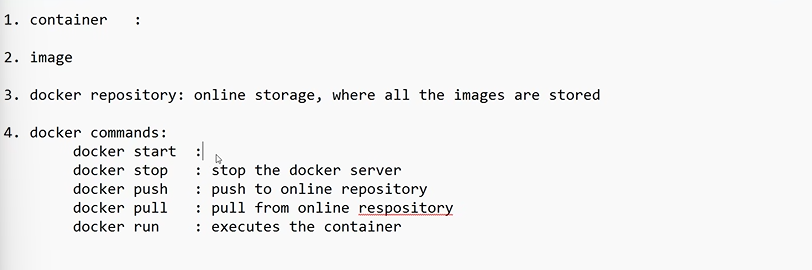 1. container   :
2. image
3. docker repository: online storage, where all the images are stored
4. docker commands:
docker start  :
docker stop   : stop the docker server
docker push   : push to online repository
docker pull   : pull from online respository
docker run    : executes the container